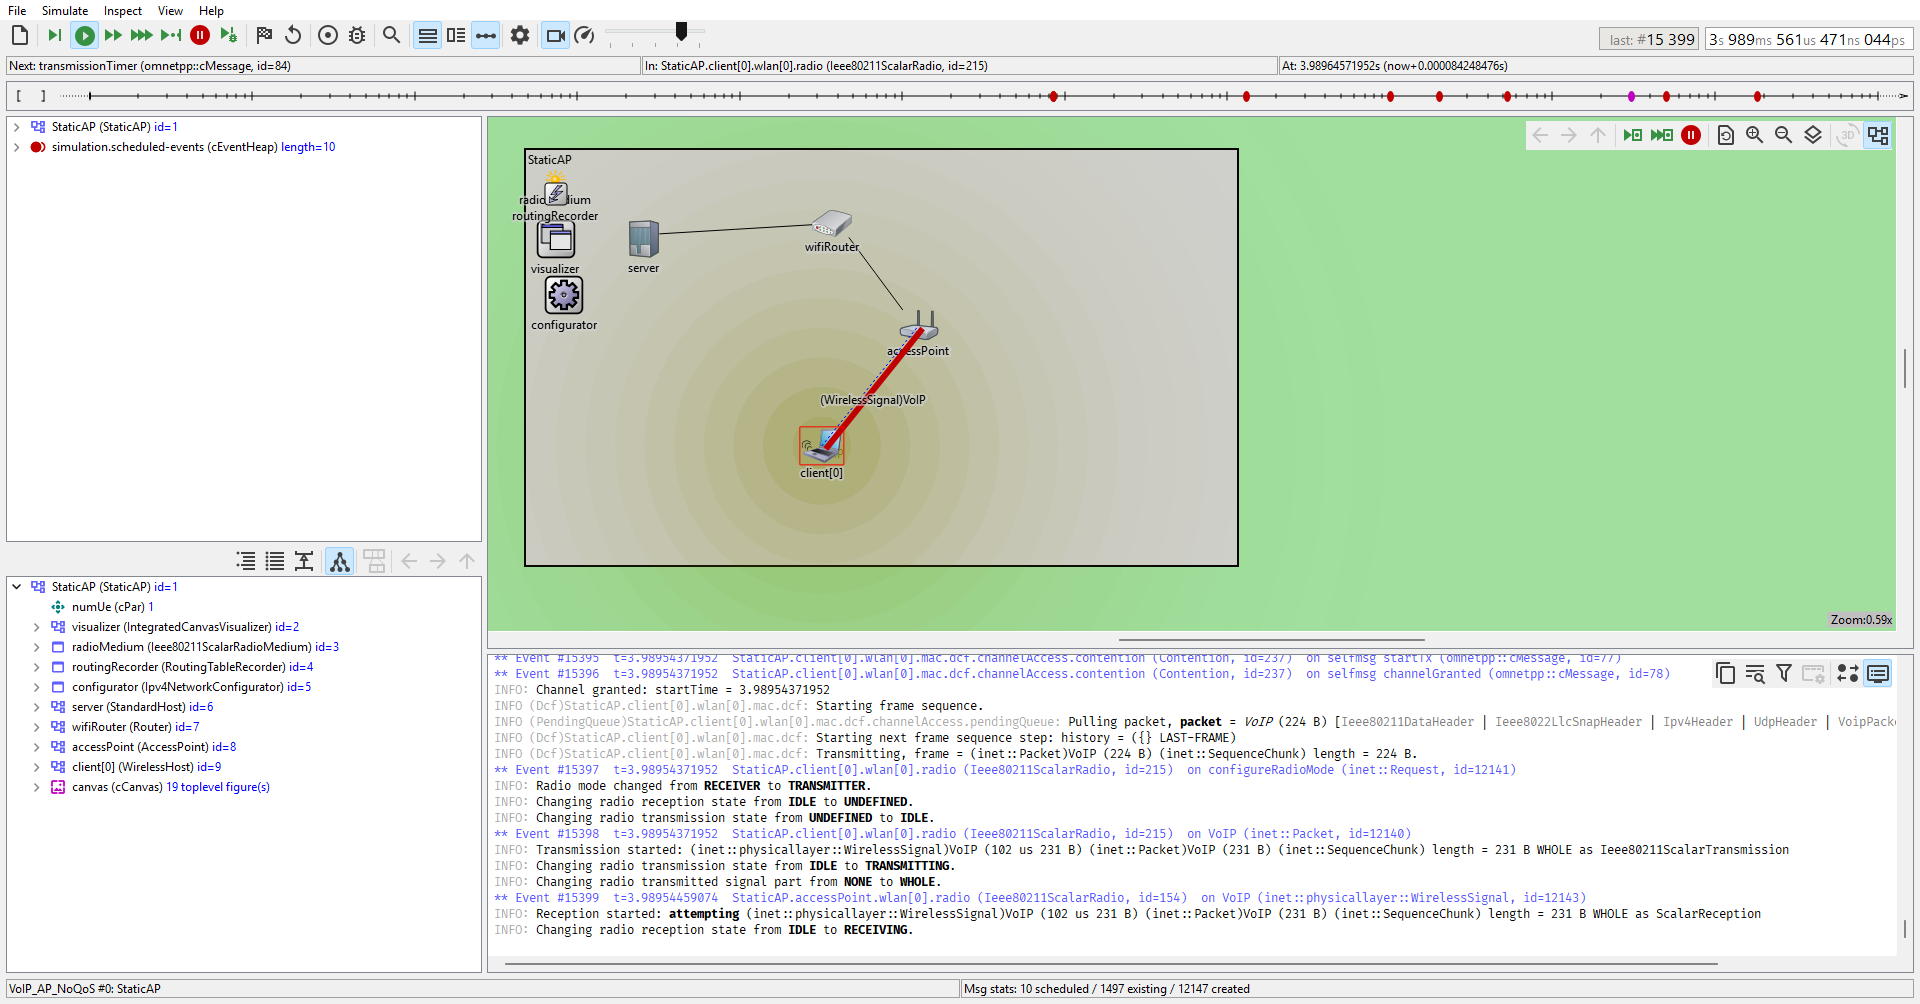 File Simulate Inspect View Help
last: #15 399 3s 989ms 561us 471ns 044ps
Next: transmissionTimer (omnetpp::cMessage, id=84) In: StaticAP.client[0].wlan[0].radio (Ieee80211ScalarRadio, id=215) At: 3.98964571952s (now+0.000084248476s)
[ ]
StaticAP (StaticAP) id=1
simulation.scheduled-events (cEventHeap) length=10
3D
StaticAP
routingRecorder
visualizer
configurator
server
wifiRouter
accessPoint
(WirelessSignal)VoIP
client[0]
Zoom:0.59x
StaticAP (StaticAP) id=1
numUe (cPar) 1
visualizer (IntegratedCanvasVisualizer) id=2
radioMedium (Ieee80211ScalarRadioMedium) id=3
routingRecorder (RoutingTableRecorder) id=4
configurator (Ipv4NetworkConfigurator) id=5
server (StandardHost) id=6
wifiRouter (Router) id=7
accessPoint (AccessPoint) id=8
client[0] (WirelessHost) id=9
canvas (cCanvas) 19 toplevel figure(s)
** Event #15395 t=3.98954371952 StaticAP.client[0].wlan[0].mac.dcf.channelAccess.contention (Contention, id=237) on selfmsg startTx (omnetpp::cMessage, id=77)
** Event #15396 t=3.98954371952 StaticAP.client[0].wlan[0].mac.dcf.channelAccess.contention (Contention, id=237) on selfmsg channelGranted (omnetpp::cMessage, id=78)
INFO: Channel granted: startTime = 3.98954371952
INFO (Dcf)StaticAP.client[0].wlan[0].mac.dcf: Starting frame sequence.
INFO (PendingQueue)StaticAP.client[0].wlan[0].mac.dcf.channelAccess.pendingQueue: Pulling packet, packet = VoIP (224 B) [Ieee80211DataHeader | Ieee8022LlcSnapHeader | Ipv4Header | UdpHeader | VoipPacke
INFO (Dcf)StaticAP.client[0].wlan[0].mac.dcf: Starting next frame sequence step: history = ({} LAST-FRAME)
INFO (Dcf)StaticAP.client[0].wlan[0].mac.dcf: Transmitting, frame = (inet::Packet)VoIP (224 B) (inet::SequenceChunk) length = 224 B.
** Event #15397 t=3.98954371952 StaticAP.client[0].wlan[0].radio (Ieee80211ScalarRadio, id=215) on configureRadioMode (inet::Request, id=12141)
INFO: Radio mode changed from RECEIVER to TRANSMITTER.
INFO: Changing radio reception state from IDLE to UNDEFINED.
INFO: Changing radio transmission state from UNDEFINED to IDLE.
** Event #15398 t=3.98954371952 StaticAP.client[0].wlan[0].radio (Ieee80211ScalarRadio, id=215) on VoIP (inet::Packet, id=12140)
INFO: Transmission started: (inet::physicallayer::WirelessSignal)VoIP (102 us 231 B) (inet::Packet)VoIP (231 B) (inet::SequenceChunk) length = 231 B WHOLE as Ieee80211ScalarTransmission
INFO: Changing radio transmission state from IDLE to TRANSMITTING.
INFO: Changing radio transmitted signal part from NONE to WHOLE.
** Event #15399 t=3.98954459074 StaticAP.accessPoint.wlan[0].radio (Ieee80211ScalarRadio, id=154) on VoIP (inet::physicallayer::WirelessSignal, id=12143)
INFO: Reception started: attempting (inet::physicallayer::WirelessSignal)VoIP (102 us 231 B) (inet::Packet)VoIP (231 B) (inet::SequenceChunk) length = 231 B WHOLE as ScalarReception
INFO: Changing radio reception state from IDLE to RECEIVING.
VoIP_AP_NoQoS #0: StaticAP Msg stats: 10 scheduled / 1497 existing / 12147 created